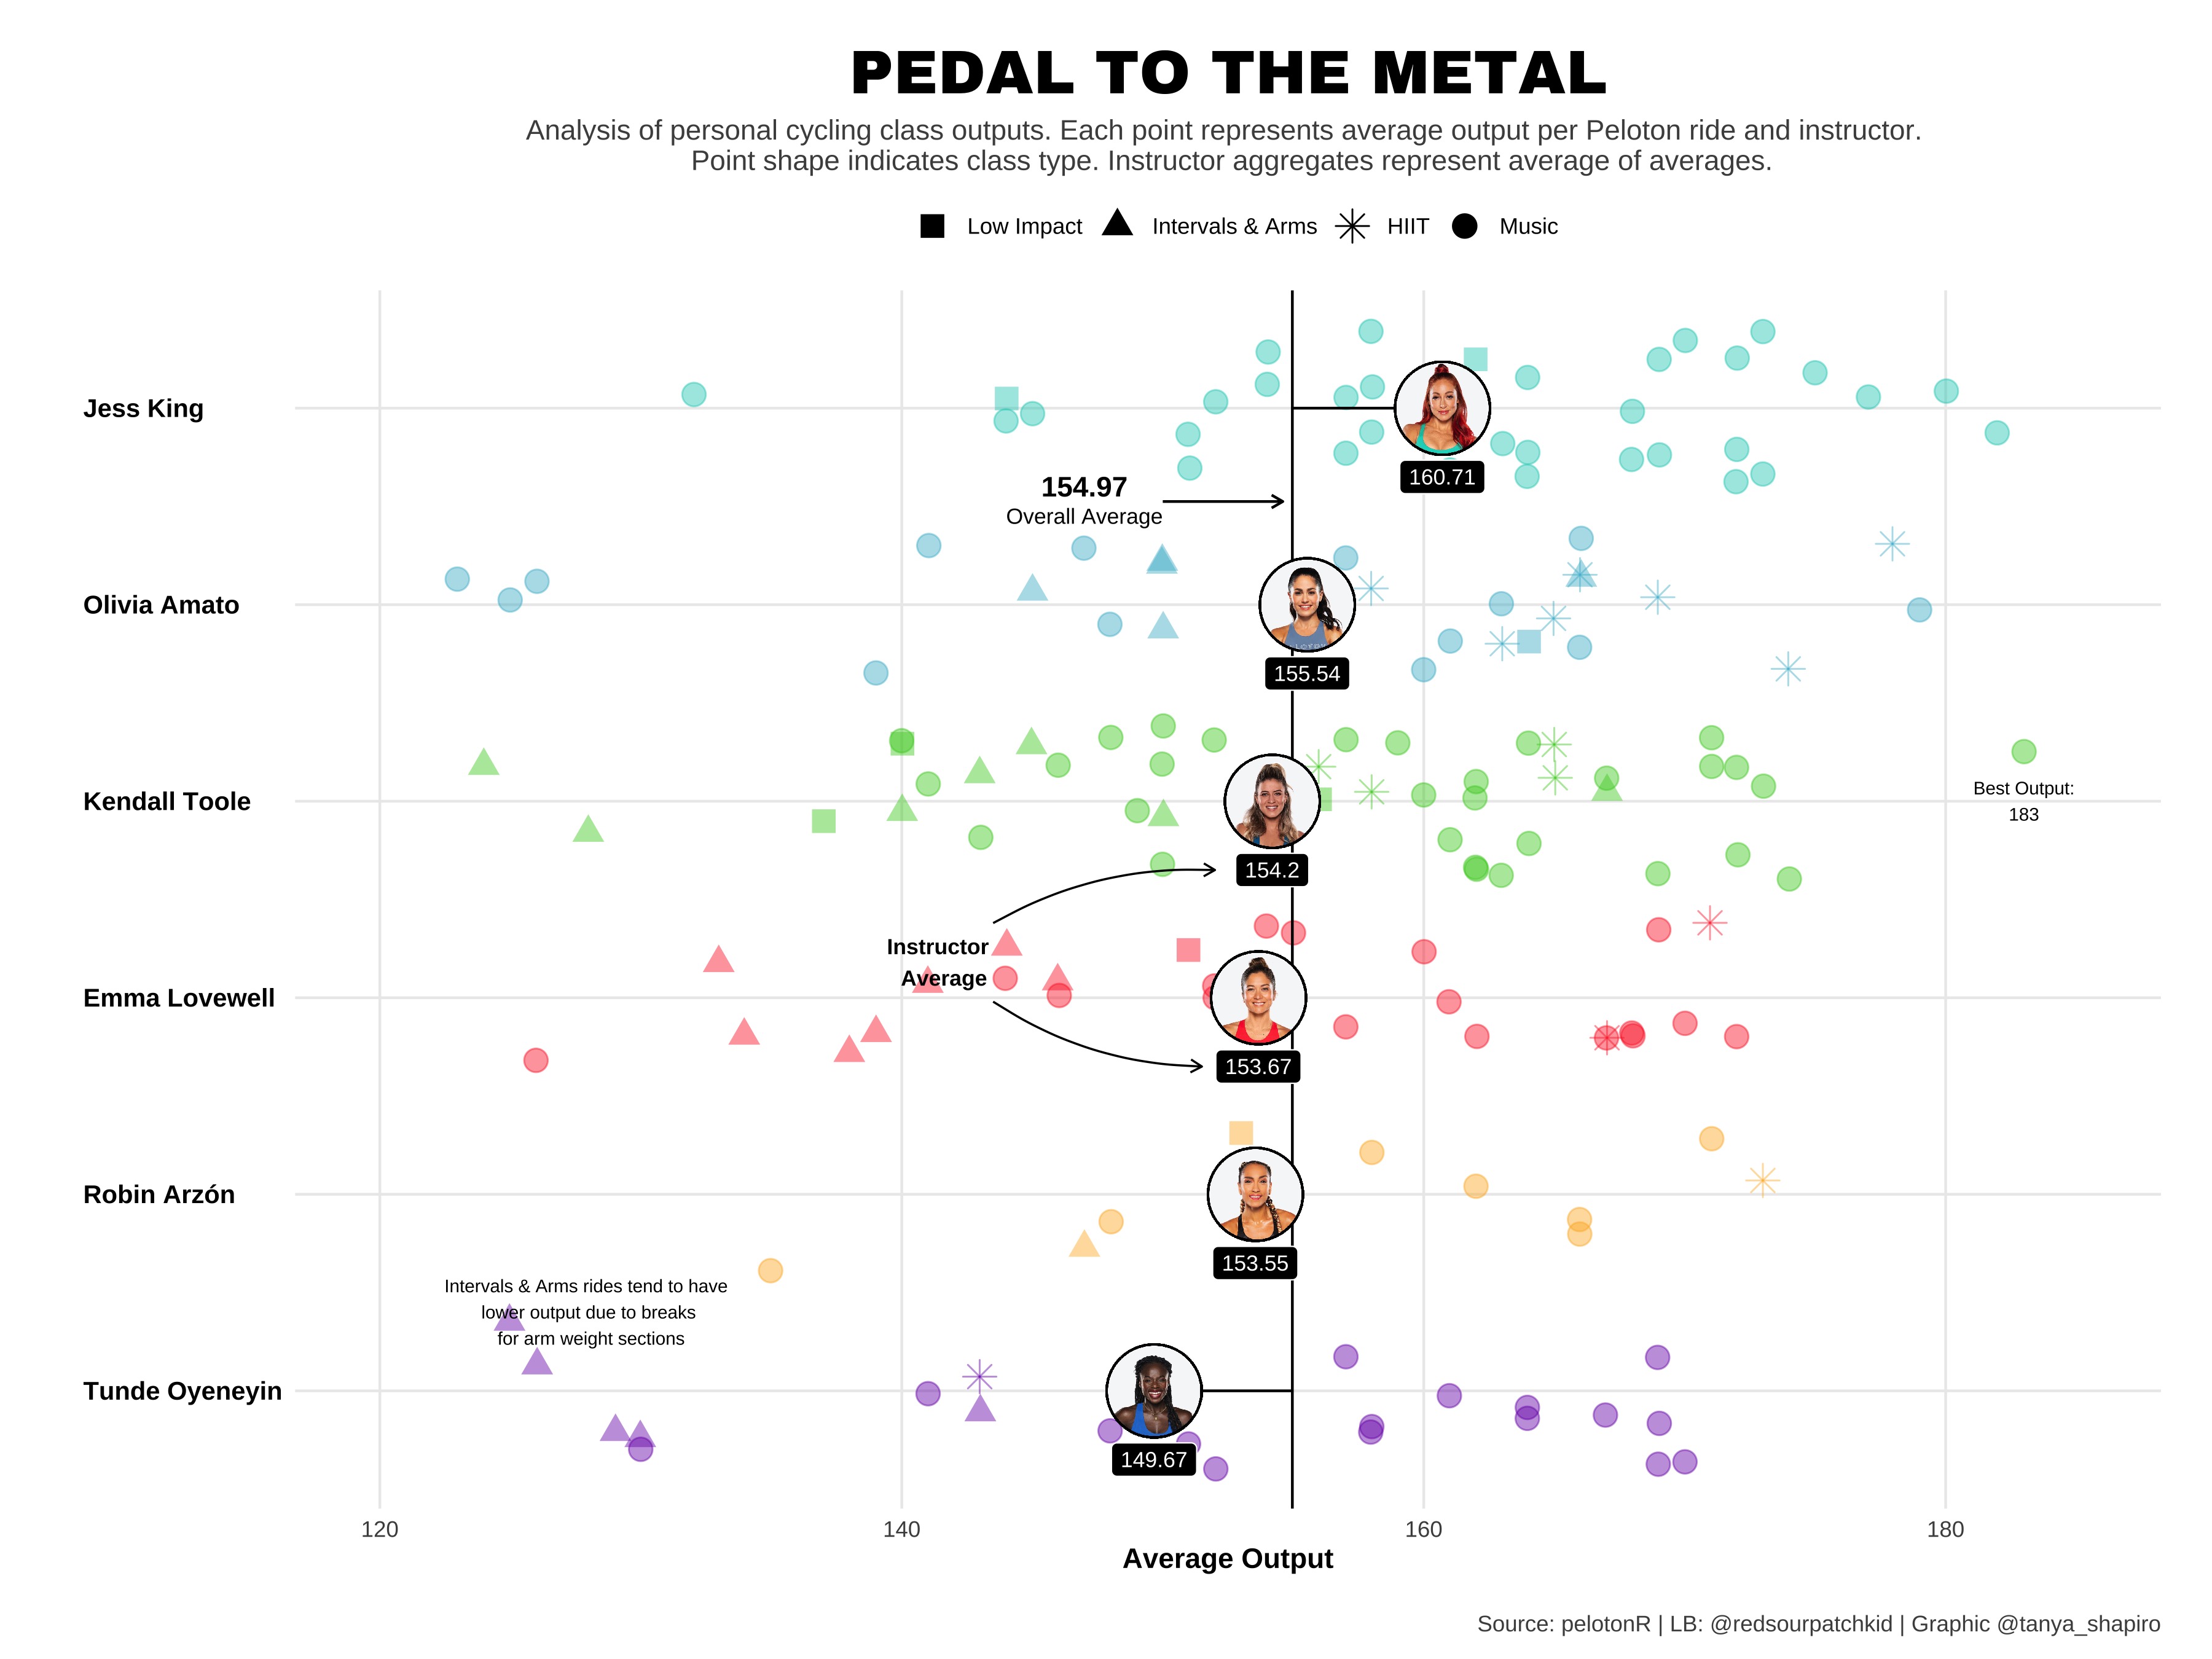 PEDAL TO THE METAL
Analysis of personal cycling class outputs. Each point represents average output per Peloton ride and instructor.
Point shape indicates class type. Instructor aggregates represent average of averages.
Low Impact Intervals & Arms HIIT Music
Jess King
160.71
154.97
Overall Average
Olivia Amato
155.54
Kendall Toole
Best Output:
183
154.2
Instructor
Average
Emma Lovewell
153.67
Robin Arzón
153.55
Intervals & Arms rides tend to have
lower output due to breaks
for arm weight sections
Tunde Oyeneyin
149.67
120 140 160 180
Average Output
Source: pelotonR | LB: @redsourpatchkid | Graphic @tanya_shapiro